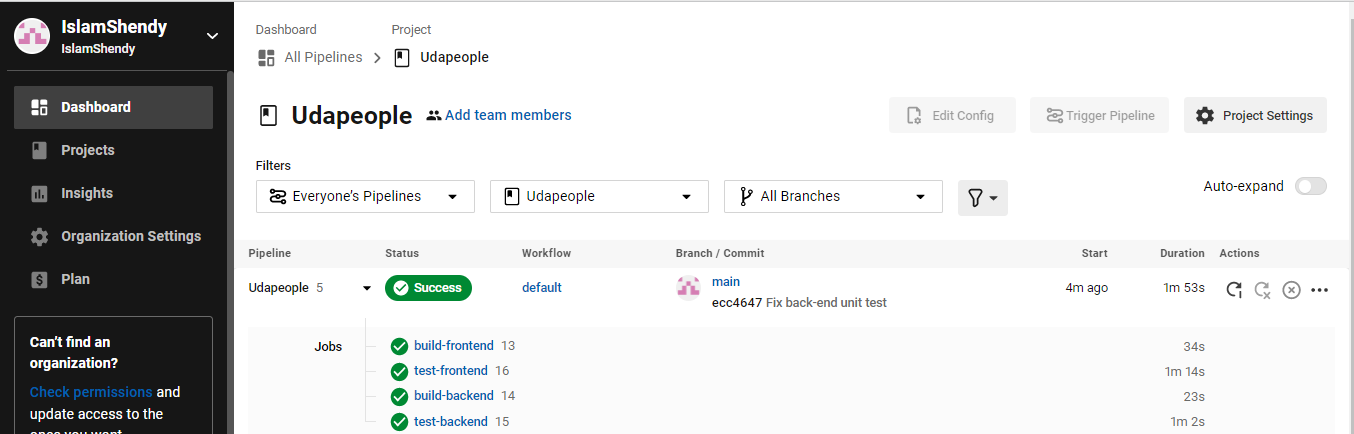 IslamShendy
IslamShendy
Dashboard
Projects
Insights
Organization Settings
Plan
Can't find an
organization?
Check permissions and
update access to the
Dashboard Project
All Pipelines > Udapeople
Udapeople Add team members Edit Config Trigger Pipeline Project Settings
Filters
Everyone's Pipelines Udapeople All Branches Auto-expand
Pipeline Status Workflow Branch / Commit Start Duration Actions
Udapeople 5 Success default main 4m ago 1m 53s
ecc4647 Fix back-end unit test
Jobs build-frontend 13 34s
test-frontend 16 1m 14s
build-backend 14 23s
test-backend 15 1m 2s